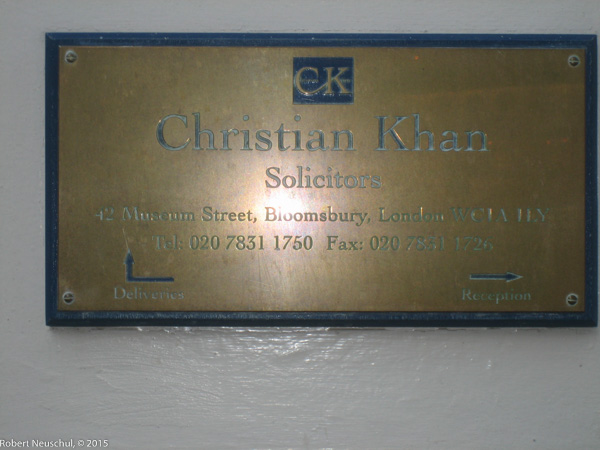 CK
Christian Khan
Solicitors
42 Museum Street, Bloomsbury, London WC1A 1LY
Tel: 020 7831 1750 Fax: 020 7831 1726
Deliveries
Reception
Robert Neuschul, © 2015